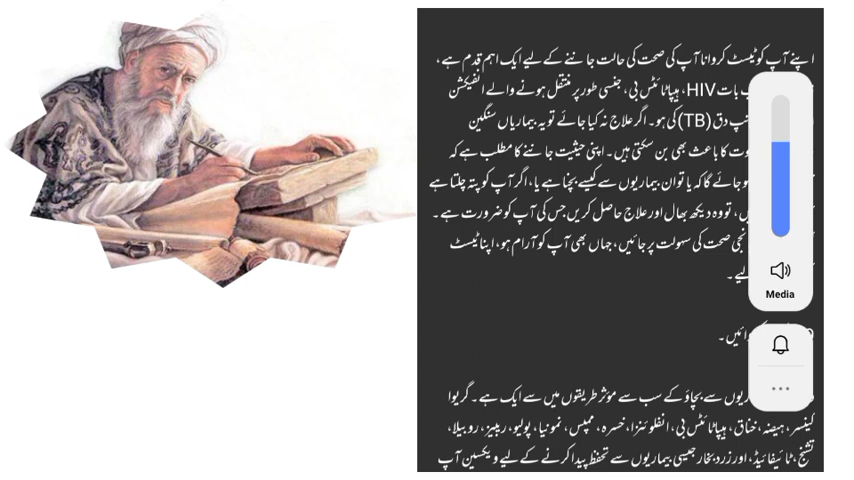 اپنے آپ کو ٹیسٹ کروانا آپ کی صحت کی حالت جاننے کے لیے ایک اہم قدم ہے،
بات HIV، ہیپاٹائٹس بی، جنسی طور پر منتقل ہونے والے انفیکشن
تپ دق (TB) کی ہو۔ اگر علاج نہ کیا جائے تو یہ بیماریاں سنگین
کا باعث بھی بن سکتی ہیں۔ اپنی حیثیت جاننے کا مطلب ہے کہ
ہوجائے گا کہ یا تو ان بیماریوں سے کیسے بچنا ہے یا، اگر آپ کو پتہ چلتا ہے
تو وہ دیکھ بھال اور علاج حاصل کریں جس کی آپ کو ضرورت ہے۔
نجی صحت کی سہولت پر جائیں، جہاں بھی آپ کو آرام ہو، اپنا ٹیسٹ
سے بچاؤ کے سب سے مؤثر طریقوں میں سے ایک ہے۔ گریوا
کینسر، ہیضہ، خناق، ہیپاٹائٹس بی، انفلوئنزا، خسرہ، ممپس، نمونیا، پولیو، ریبیز، روبیلا،
تشنج، ٹائیفائیڈ، اور زرد بخار جیسی بیماریوں سے تحفظ پیدا کرنے کے لیے ویکسین آپ
Media